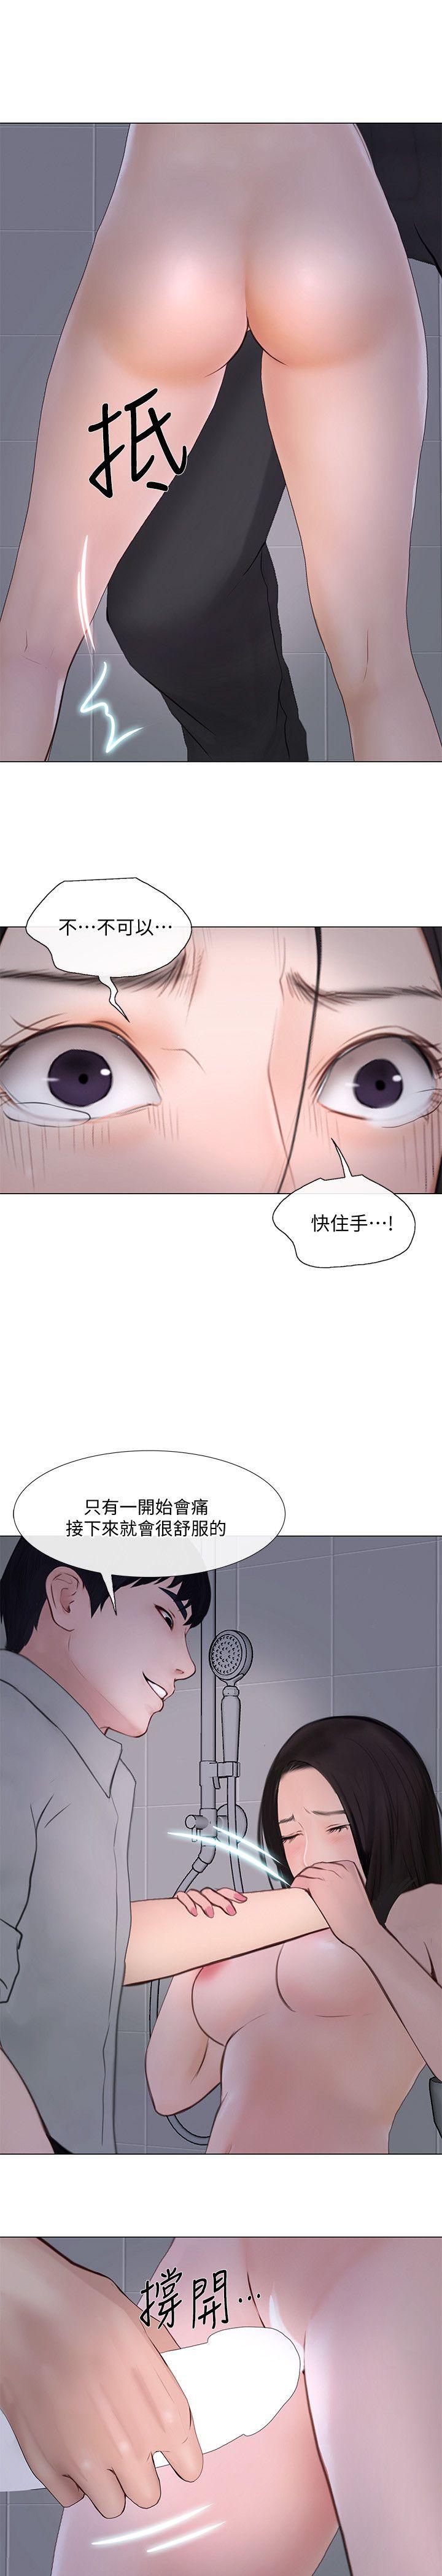 抵
不…不可以…
快住手…!
只有一開始會痛
接下來就會很舒服的
撐開…